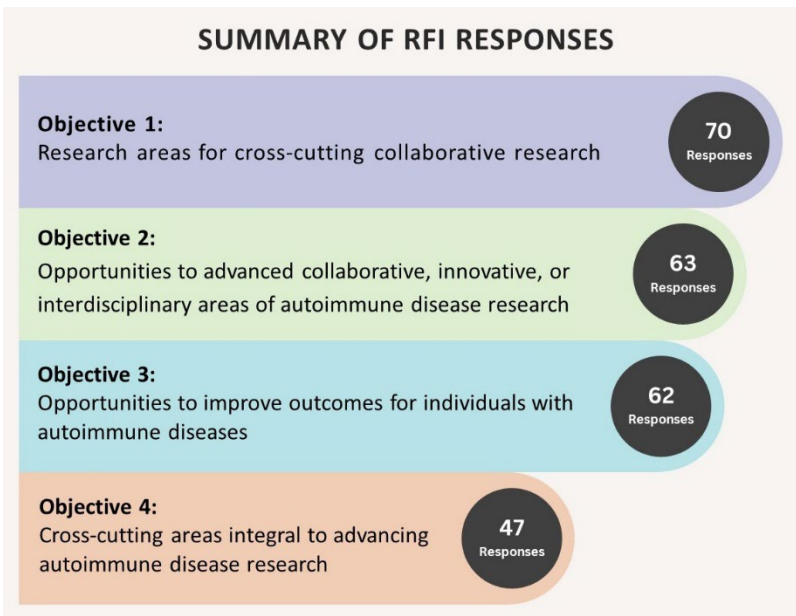 SUMMARY OF RFI RESPONSES
Objective 1:
Research areas for cross-cutting collaborative research
70
Responses
Objective 2:
Opportunities to advanced collaborative, innovative, or
interdisciplinary areas of autoimmune disease research
63
Responses
Objective 3:
Opportunities to improve outcomes for individuals with
autoimmune diseases
62
Responses
Objective 4:
Cross-cutting areas integral to advancing
autoimmune disease research
47
Responses